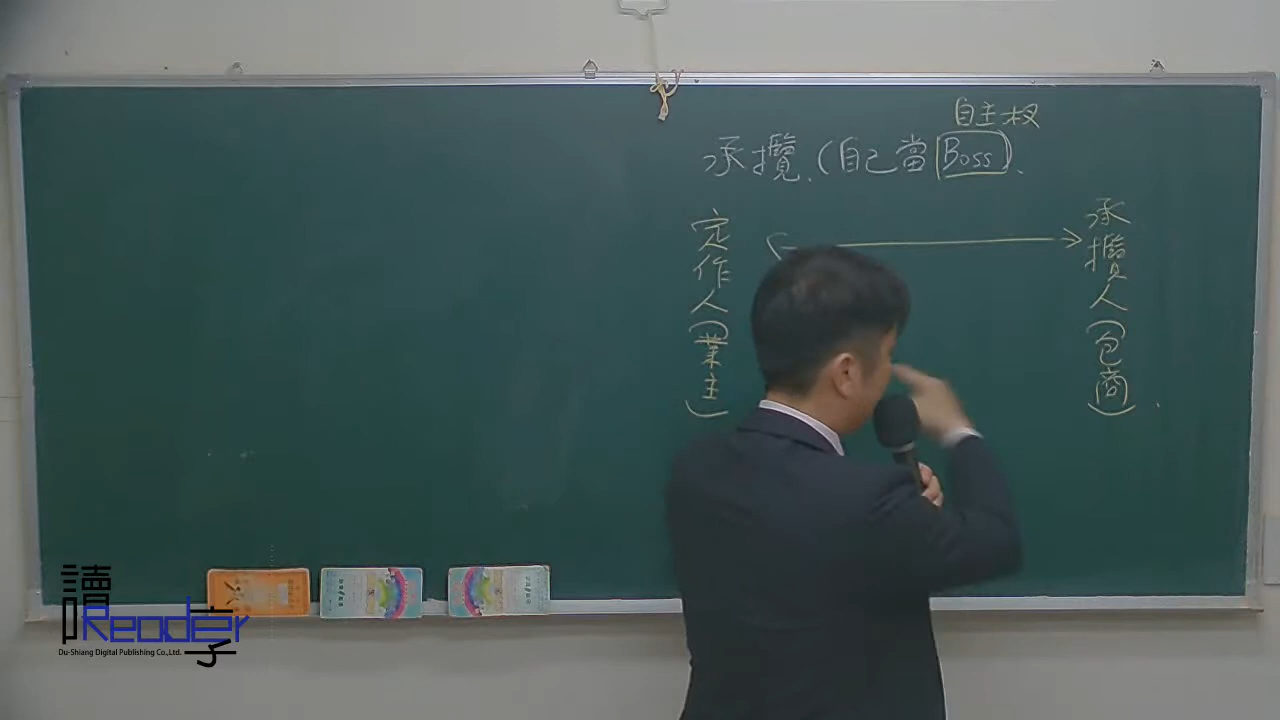 自主权
承攬、(自己當Boss)、
定作人(業主)
承攬人(包商)
讀享
Reader
Du-Shiang Digital Publishing Co.,Ltd.